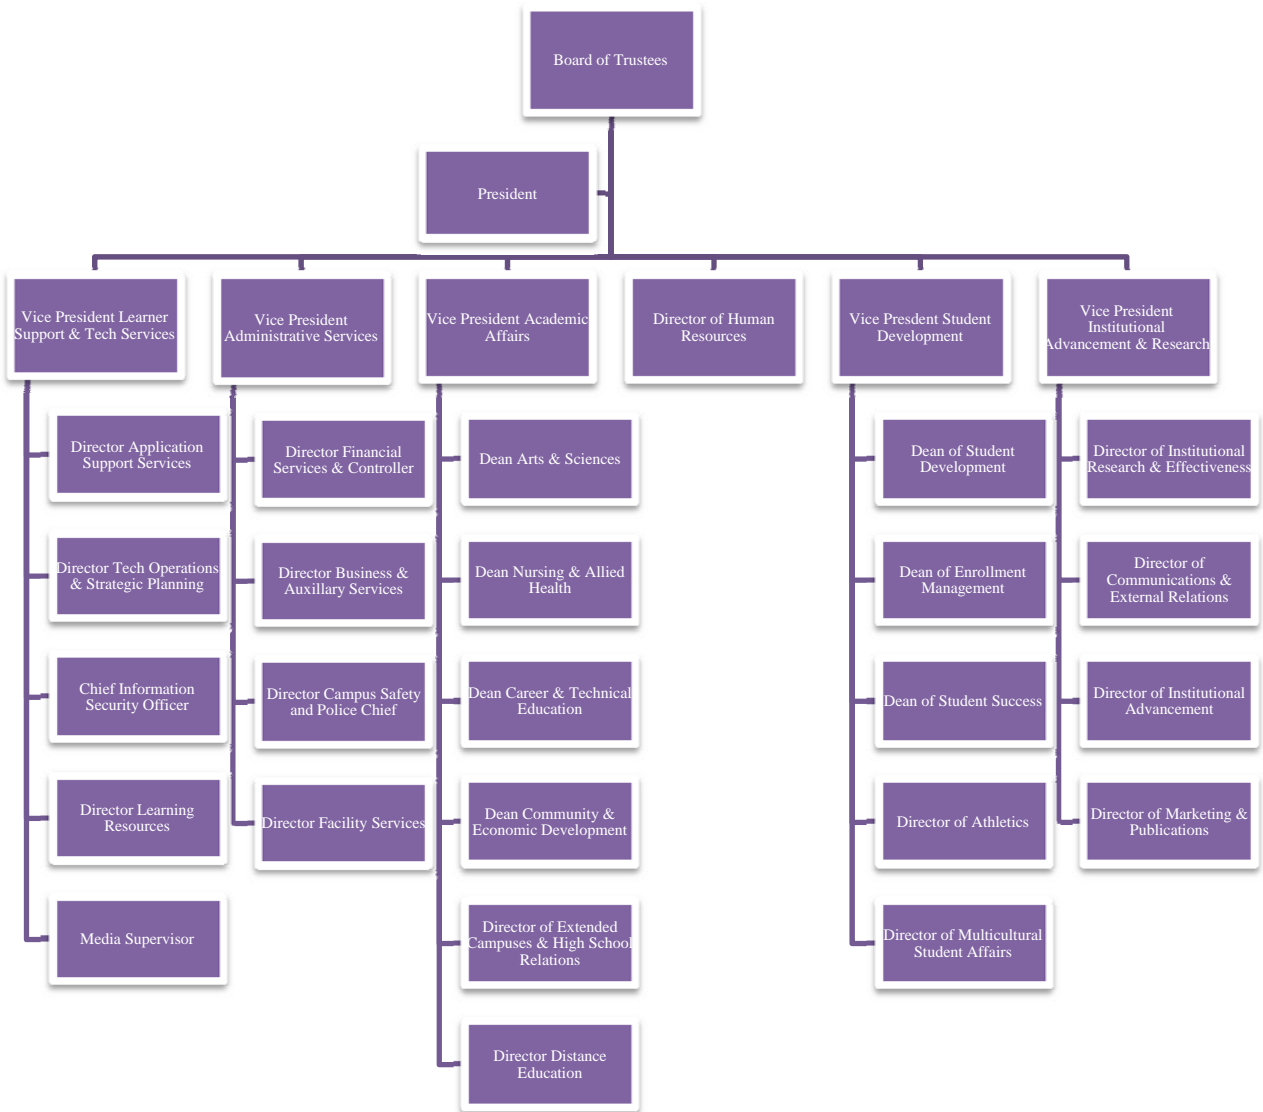 Board of Trustees
President
Vice President Learner
Support & Tech Services
Vice President
Administrative Services
Vice President Academic
Affairs
Director of Human
Resources
Vice Presdent Student
Development
Vice President
Institutional
Advancement & Research
Director Application
Support Services
Director Tech Operations
& Strategic Planning
Chief Information
Security Officer
Director Learning
Resources
Media Supervisor
Director Financial
Services & Controller
Director Business &
Auxillary Services
Director Campus Safety
and Police Chief
Director Facility Services
Dean Arts & Sciences
Dean Nursing & Allied
Health
Dean Career & Technical
Education
Dean Community &
Economic Development
Director of Extended
Campuses & High School
Relations
Director Distance
Education
Dean of Student
Development
Dean of Enrollment
Management
Dean of Student Success
Director of Athletics
Director of Multicultural
Student Affairs
Director of Institutional
Research & Effectiveness
Director of
Communications &
External Relations
Director of Institutional
Advancement
Director of Marketing &
Publications